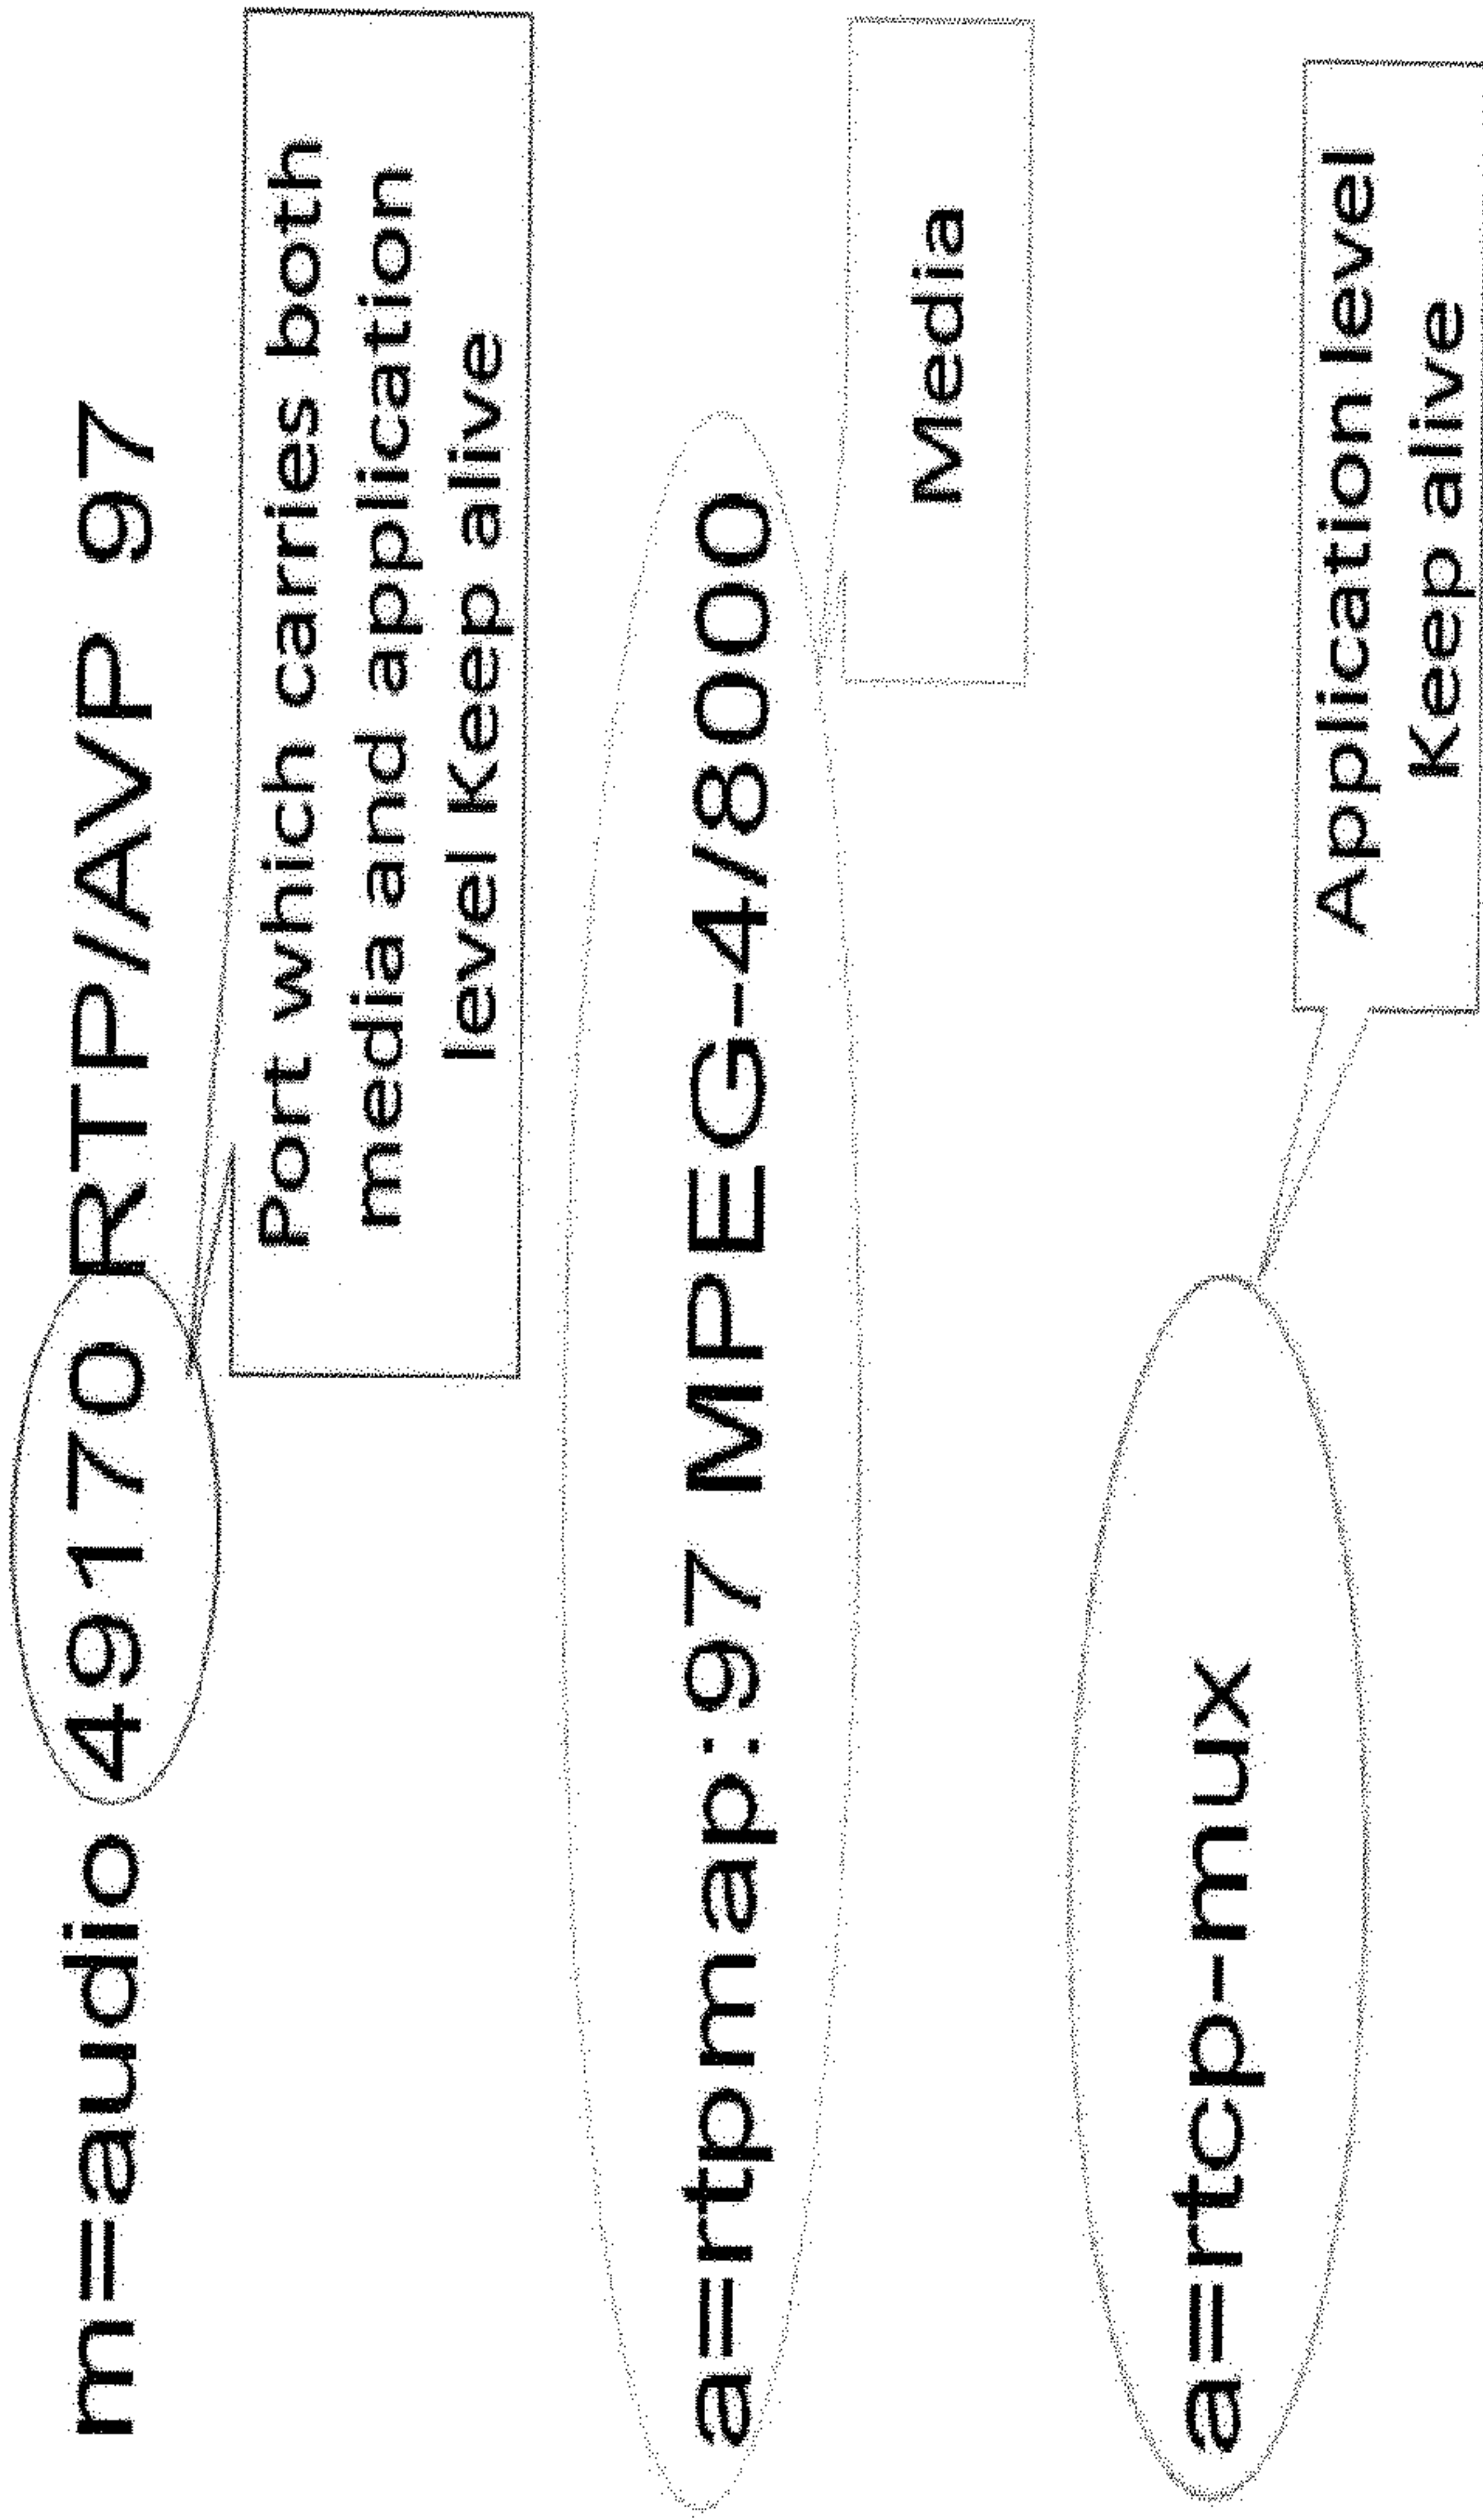 m=audio 49170 RTP/AVP 97
Port which carries both
media and application
level Keep alive
a=rtpmap:97 MPEG-4/8000
Media
a=rtcp-mux
Application level
Keep alive